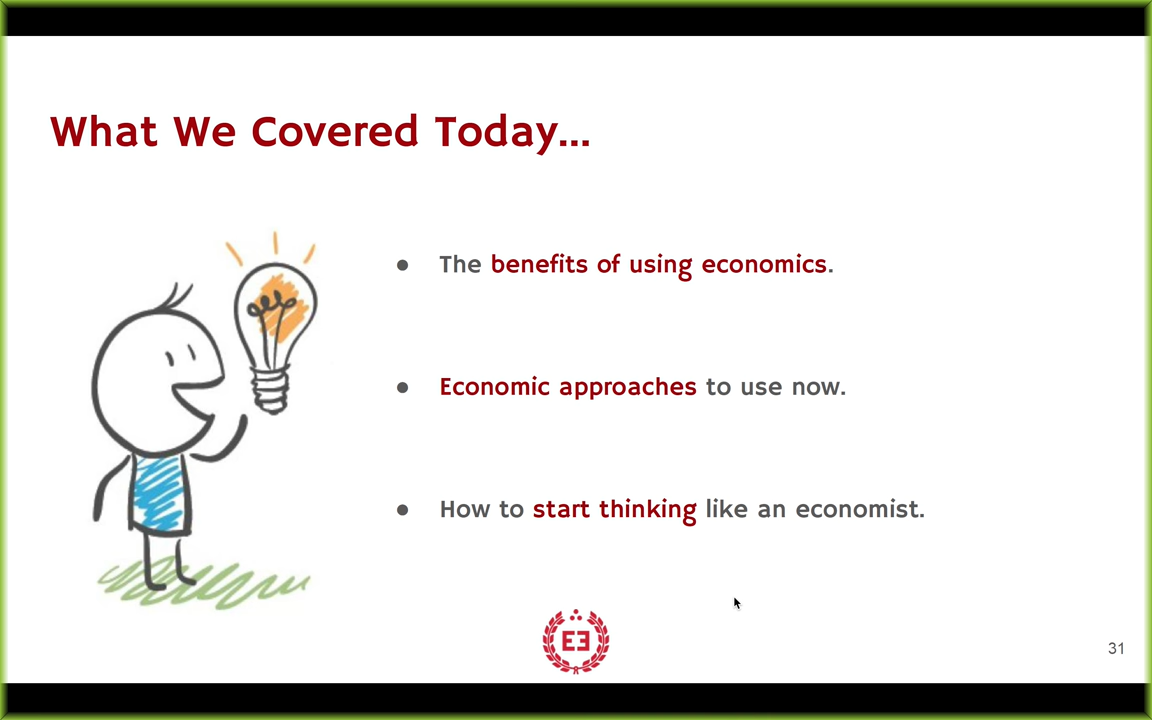 What We Covered Today...
● The benefits of using economics.
● Economic approaches to use now.
● How to start thinking like an economist.
EE
31